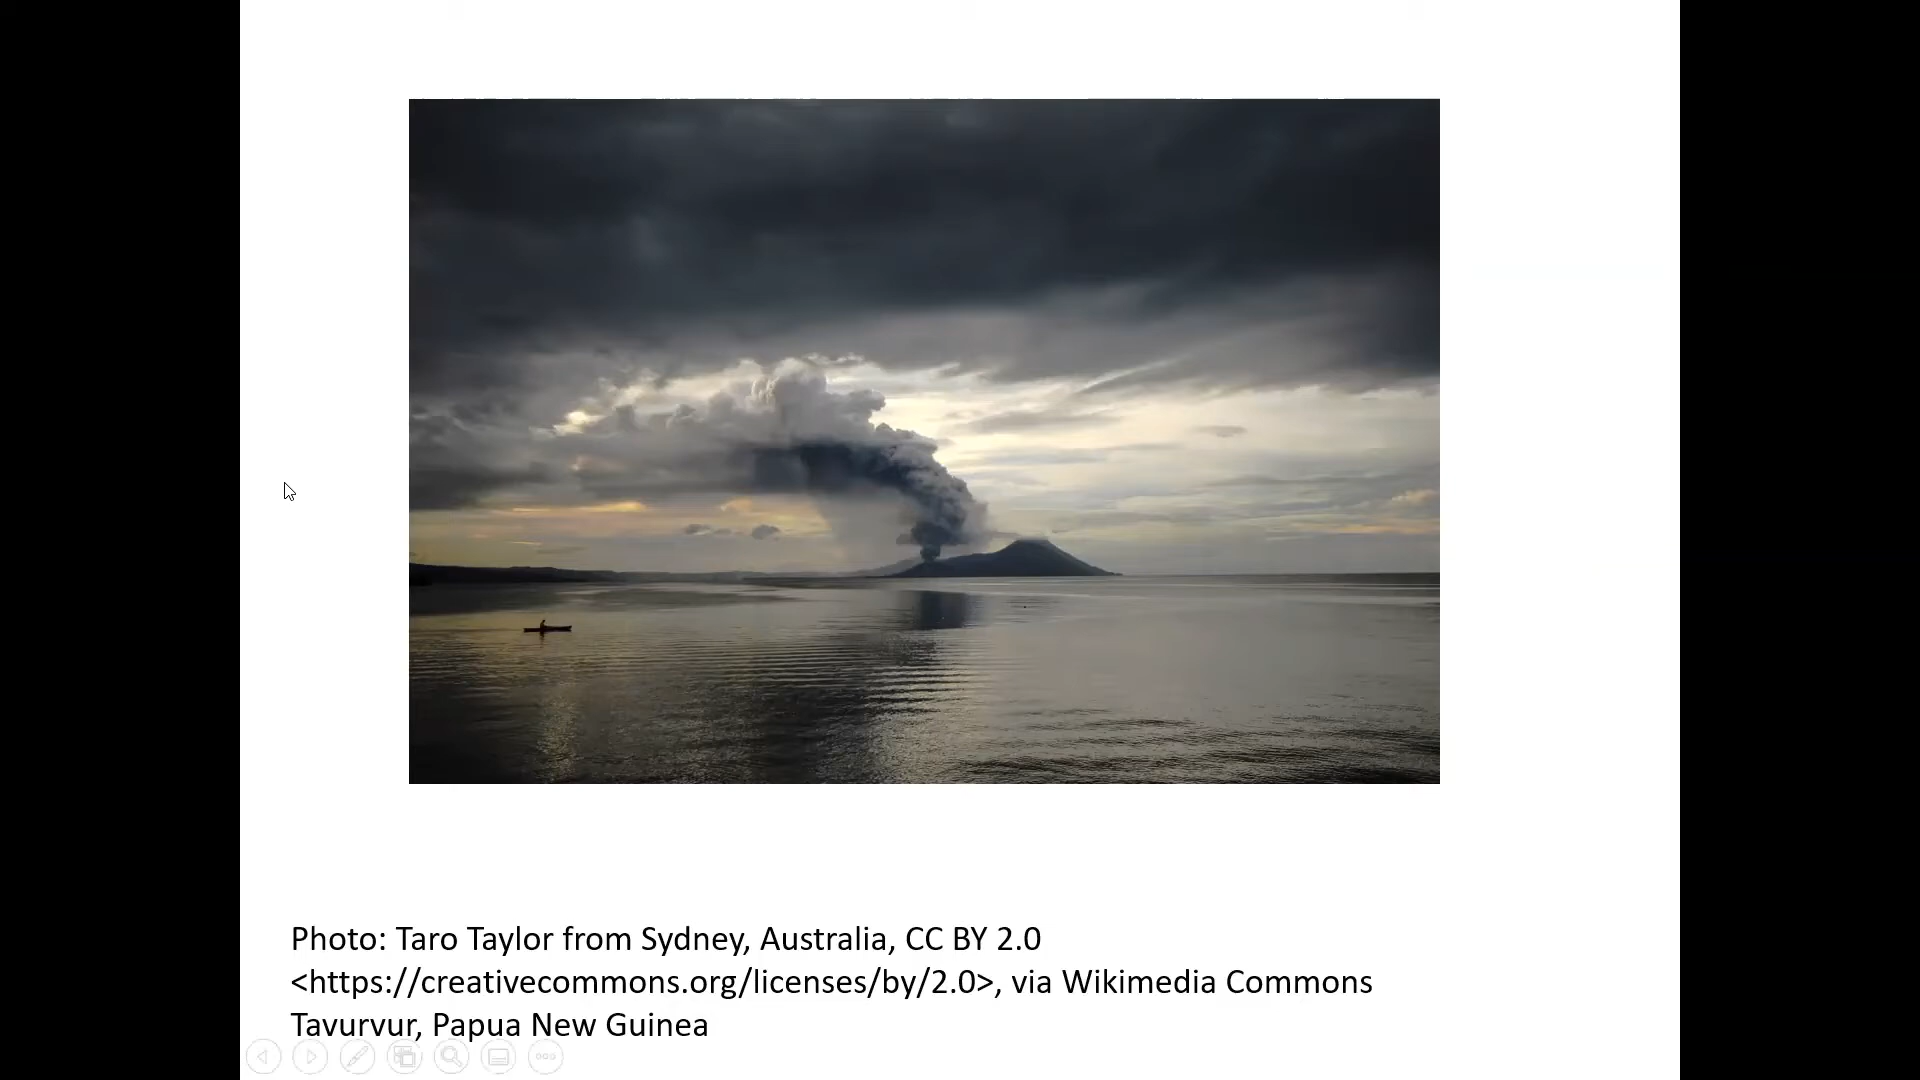 Photo: Taro Taylor from Sydney, Australia, CC BY 2.0
<https://creativecommons.org/licenses/by/2.0>, via Wikimedia Commons
Tavurvur, Papua New Guinea